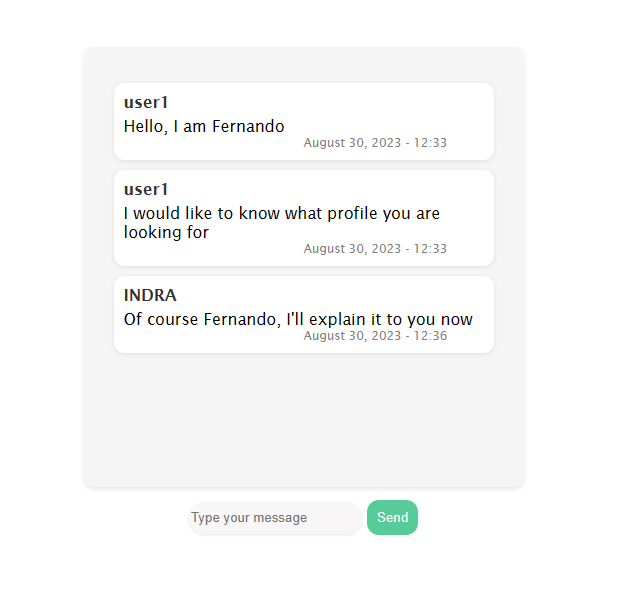 user1
Hello, I am Fernando
August 30, 2023 - 12:33
user1
I would like to know what profile you are
looking for
August 30, 2023 - 12:33
INDRA
Of course Fernando, I'll explain it to you now
August 30, 2023 - 12:36
Type your message
Send